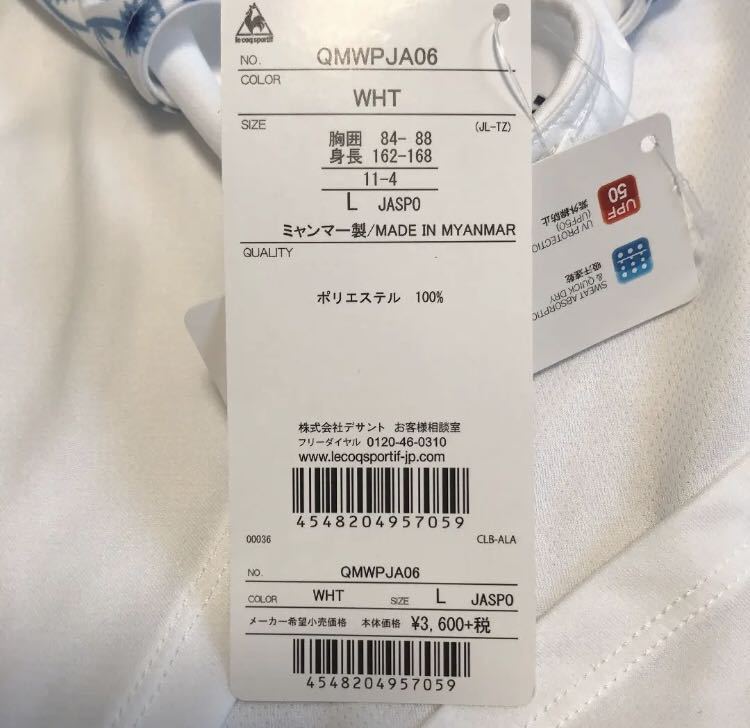 le coq sportif
NO. QMWPJA06
COLOR
WHT
SIZE
(JL-TZ)
胸囲 84- 88
身長 162-168
11-4
L JASPO
ミャンマー製/MADE IN MYANMAR
QUALITY
ポリエステル 100%
株式会社デサント お客様相談室
フリーダイヤル 0120-46-0310
www.lecoqsportif-jp.com
4548204957059
00036 CLB-ALA
NO. QMWPJA06
COLOR WHT SIZE L JASPO
メーカー希望小売価格 本体価格 ¥3,600+税
4548204957059
UPF
50
紫外線防止
(UPF50)
UV PROTECTIO
吸汗速乾
SWEAT ABSORPTIO
& QUICK DRY